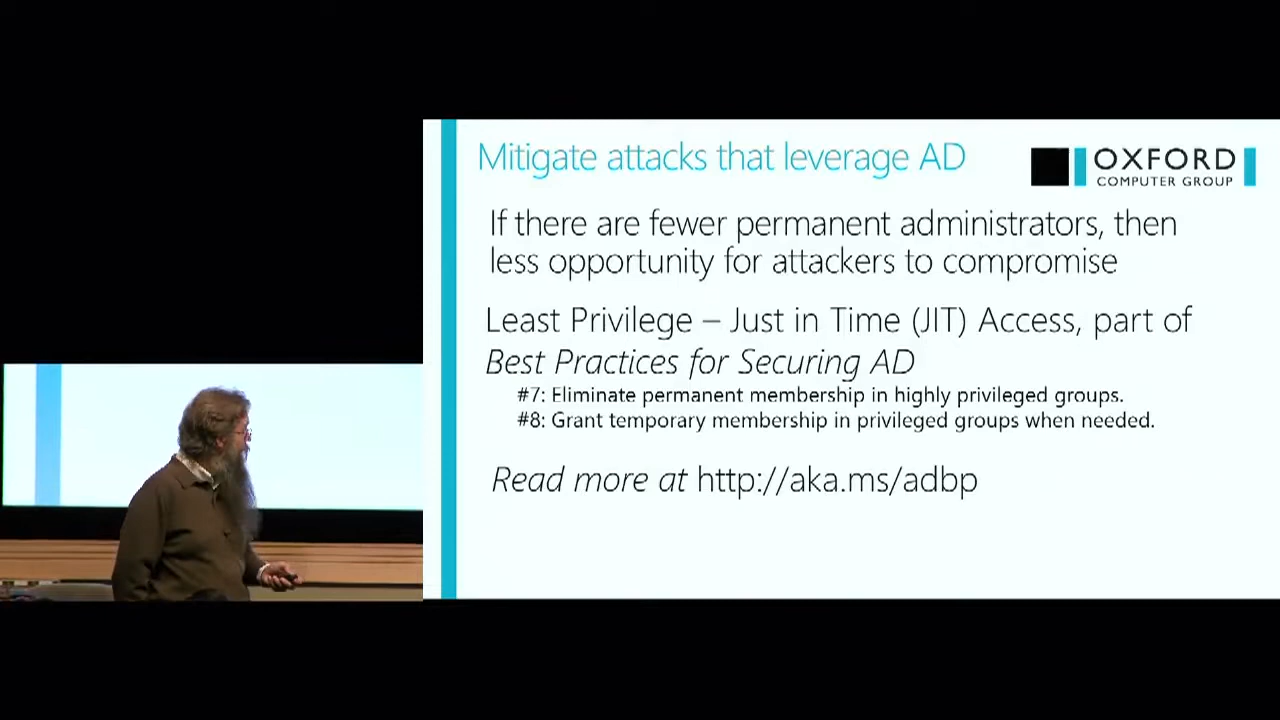 Mitigate attacks that leverage AD
OXFORD
COMPUTER GROUP
If there are fewer permanent administrators, then
less opportunity for attackers to compromise
Least Privilege – Just in Time (JIT) Access, part of
Best Practices for Securing AD
#7: Eliminate permanent membership in highly privileged groups.
#8: Grant temporary membership in privileged groups when needed.
Read more at http://aka.ms/adbp